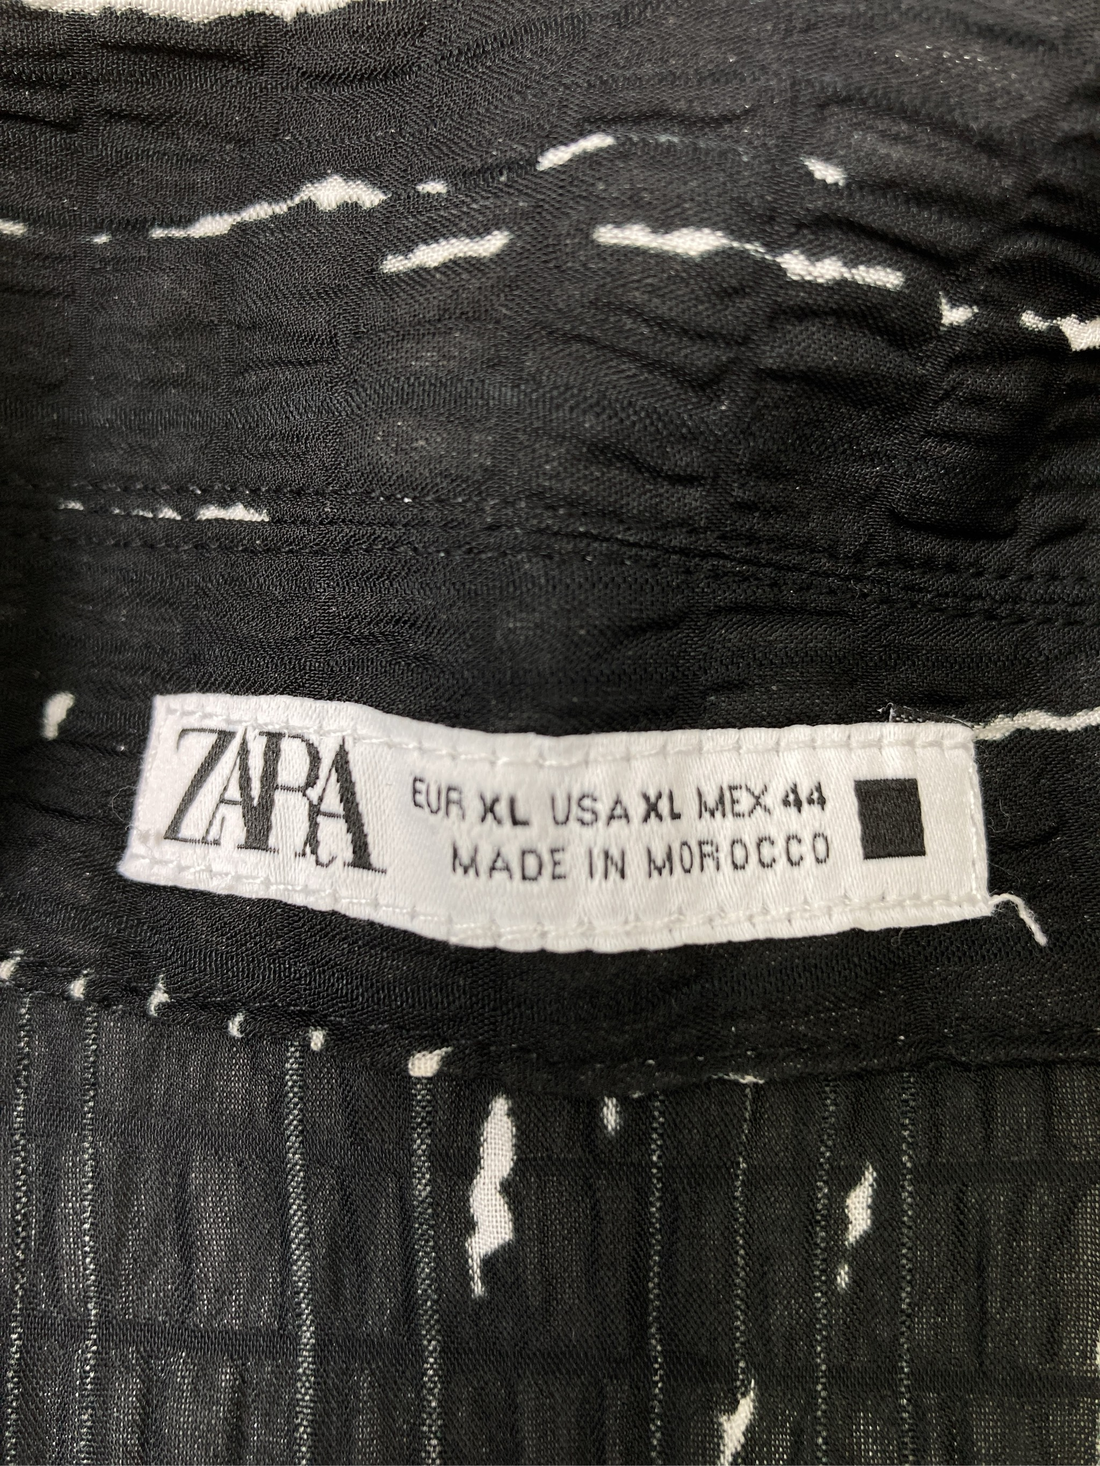 ZARA
EUR XL USA XL MEX 44
MADE IN MOROCCO